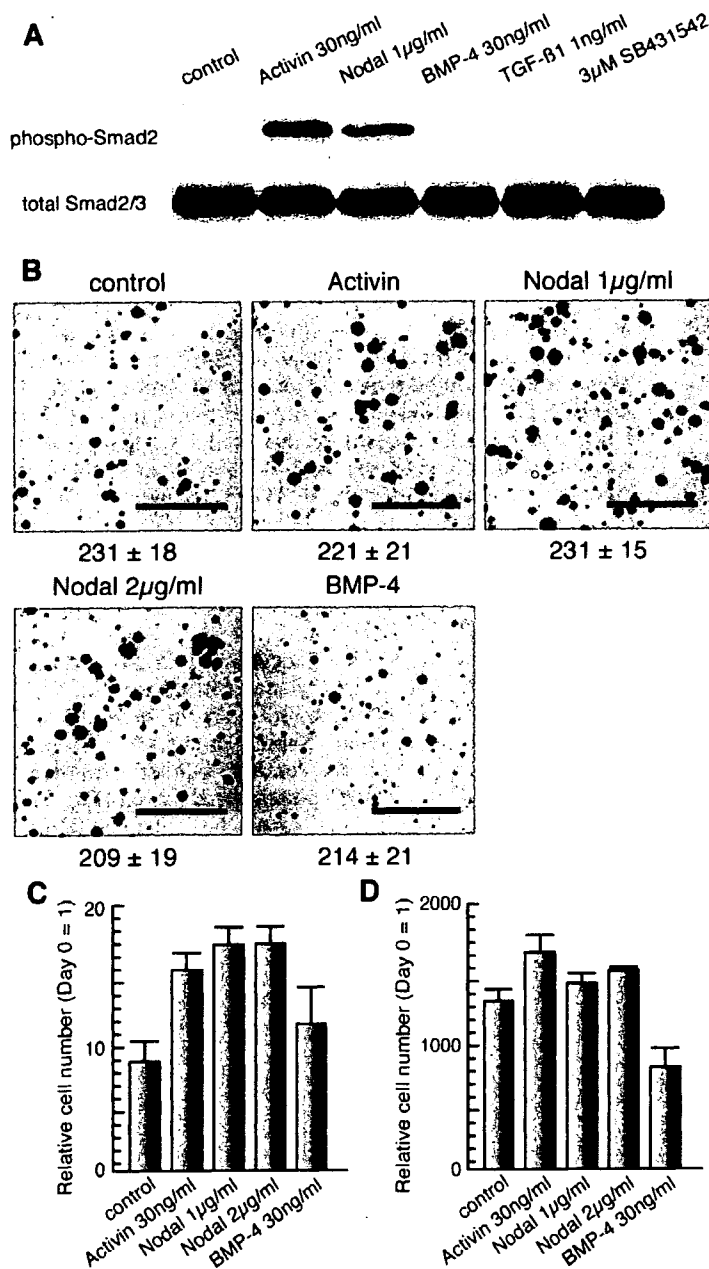 A
control
Activin 30ng/ml
Nodal 1µg/ml
BMP-4 30ng/ml
TGF-ß1 1ng/ml
3µM SB431542
phospho-Smad2
total Smad2/3
B
control
Activin
Nodal 1µg/ml
231 ± 18
221 ± 21
231 ± 15
Nodal 2µg/ml
BMP-4
209 ± 19
214 ± 21
C
Relative cell number (Day 0 = 1)
20
10
0
control
Activin 30ng/ml
Nodal 1µg/ml
Nodal 2µg/ml
BMP-4 30ng/ml
D
Relative cell number (Day 0 = 1)
2000
1000
0
control
Activin 30ng/ml
Nodal 1µg/ml
Nodal 2µg/ml
BMP-4 30ng/ml